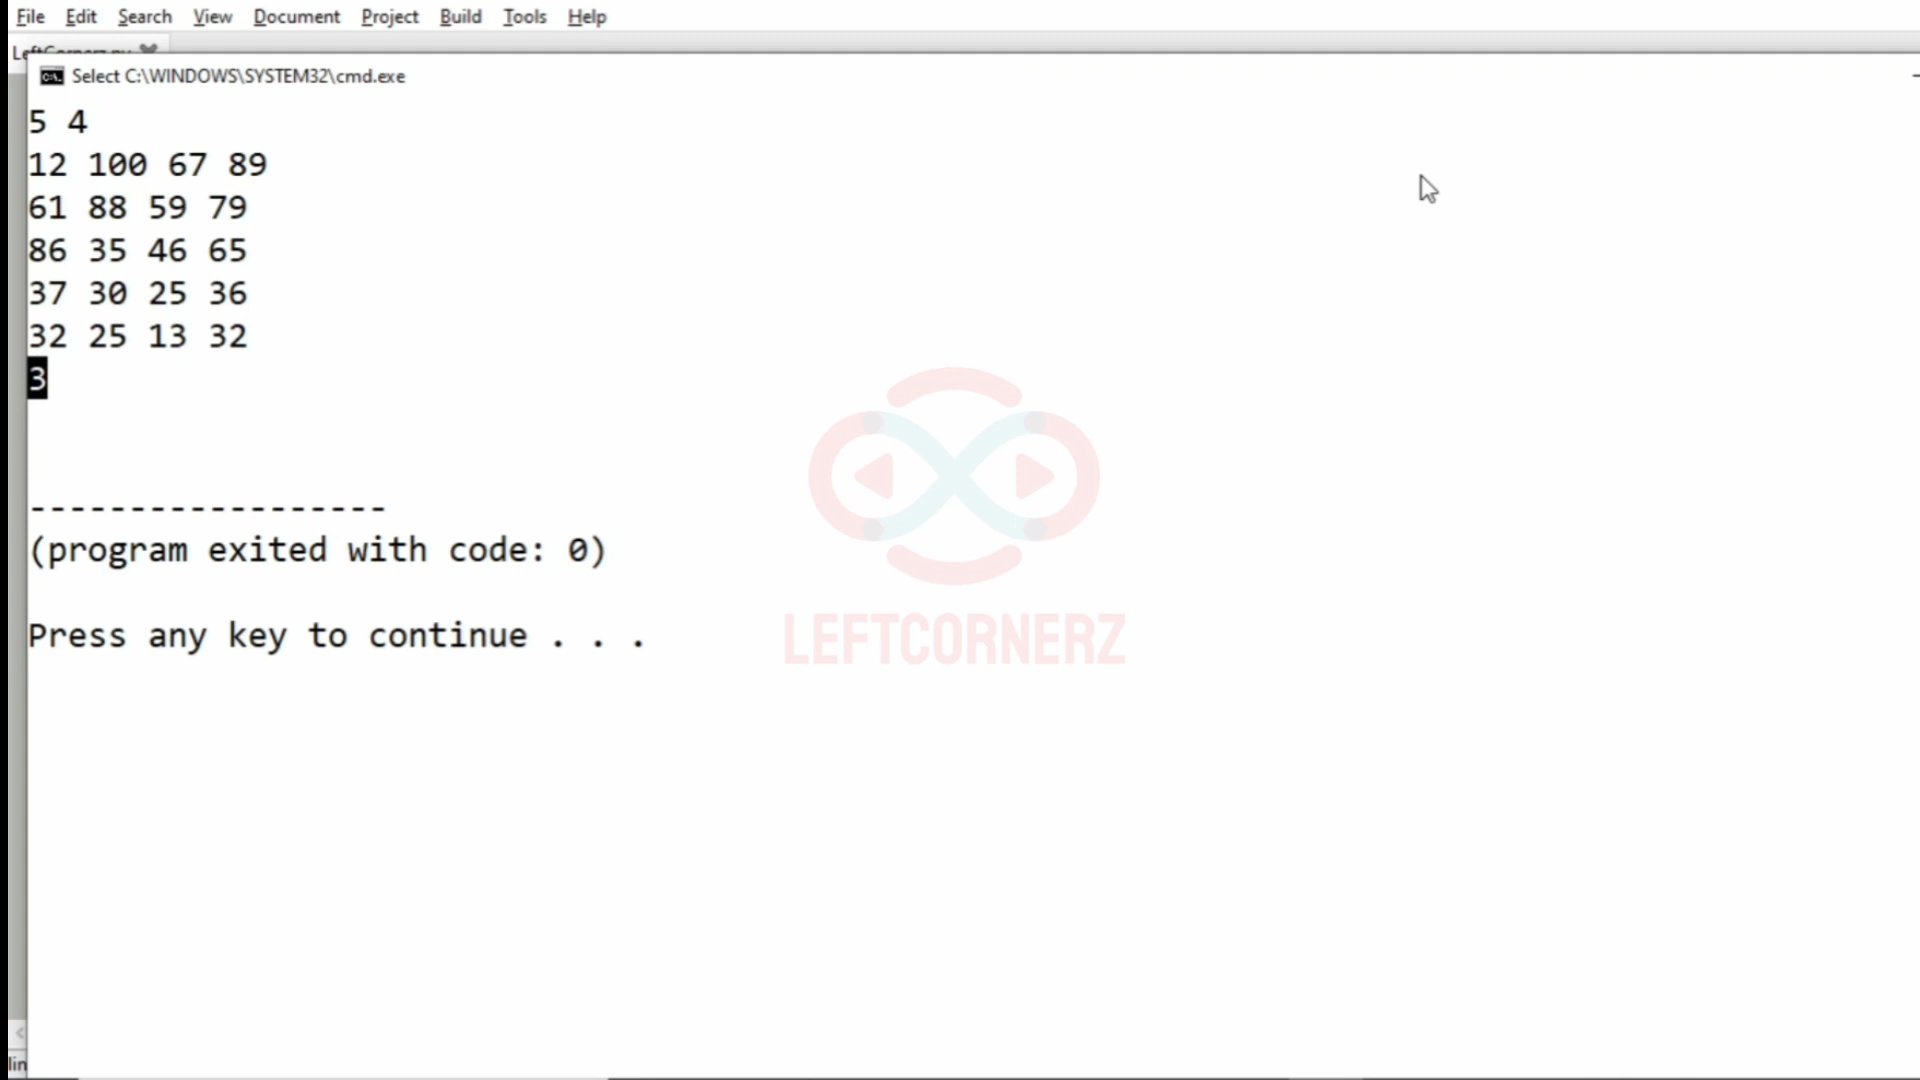 File Edit Search View Document Project Build Tools Help
Select C:\WINDOWS\SYSTEM32\cmd.exe
5 4
12 100 67 89
61 88 59 79
86 35 46 65
37 30 25 36
32 25 13 32
3
------------------
(program exited with code: 0)
Press any key to continue . . .
LEFTCORNERZ